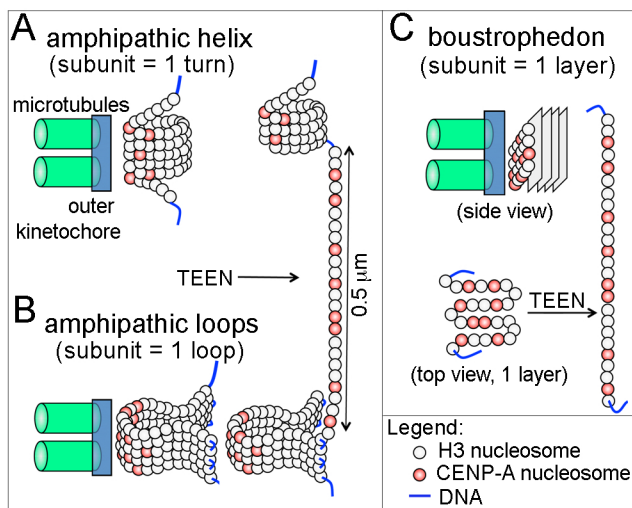 A
amphipathic helix
(subunit = 1 turn)
microtubules
outer
kinetochore
TEEN
0.5 μm
B
amphipathic loops
(subunit = 1 loop)
C
boustrophedon
(subunit = 1 layer)
(side view)
TEEN
(top view, 1 layer)
Legend:
H3 nucleosome
CENP-A nucleosome
DNA